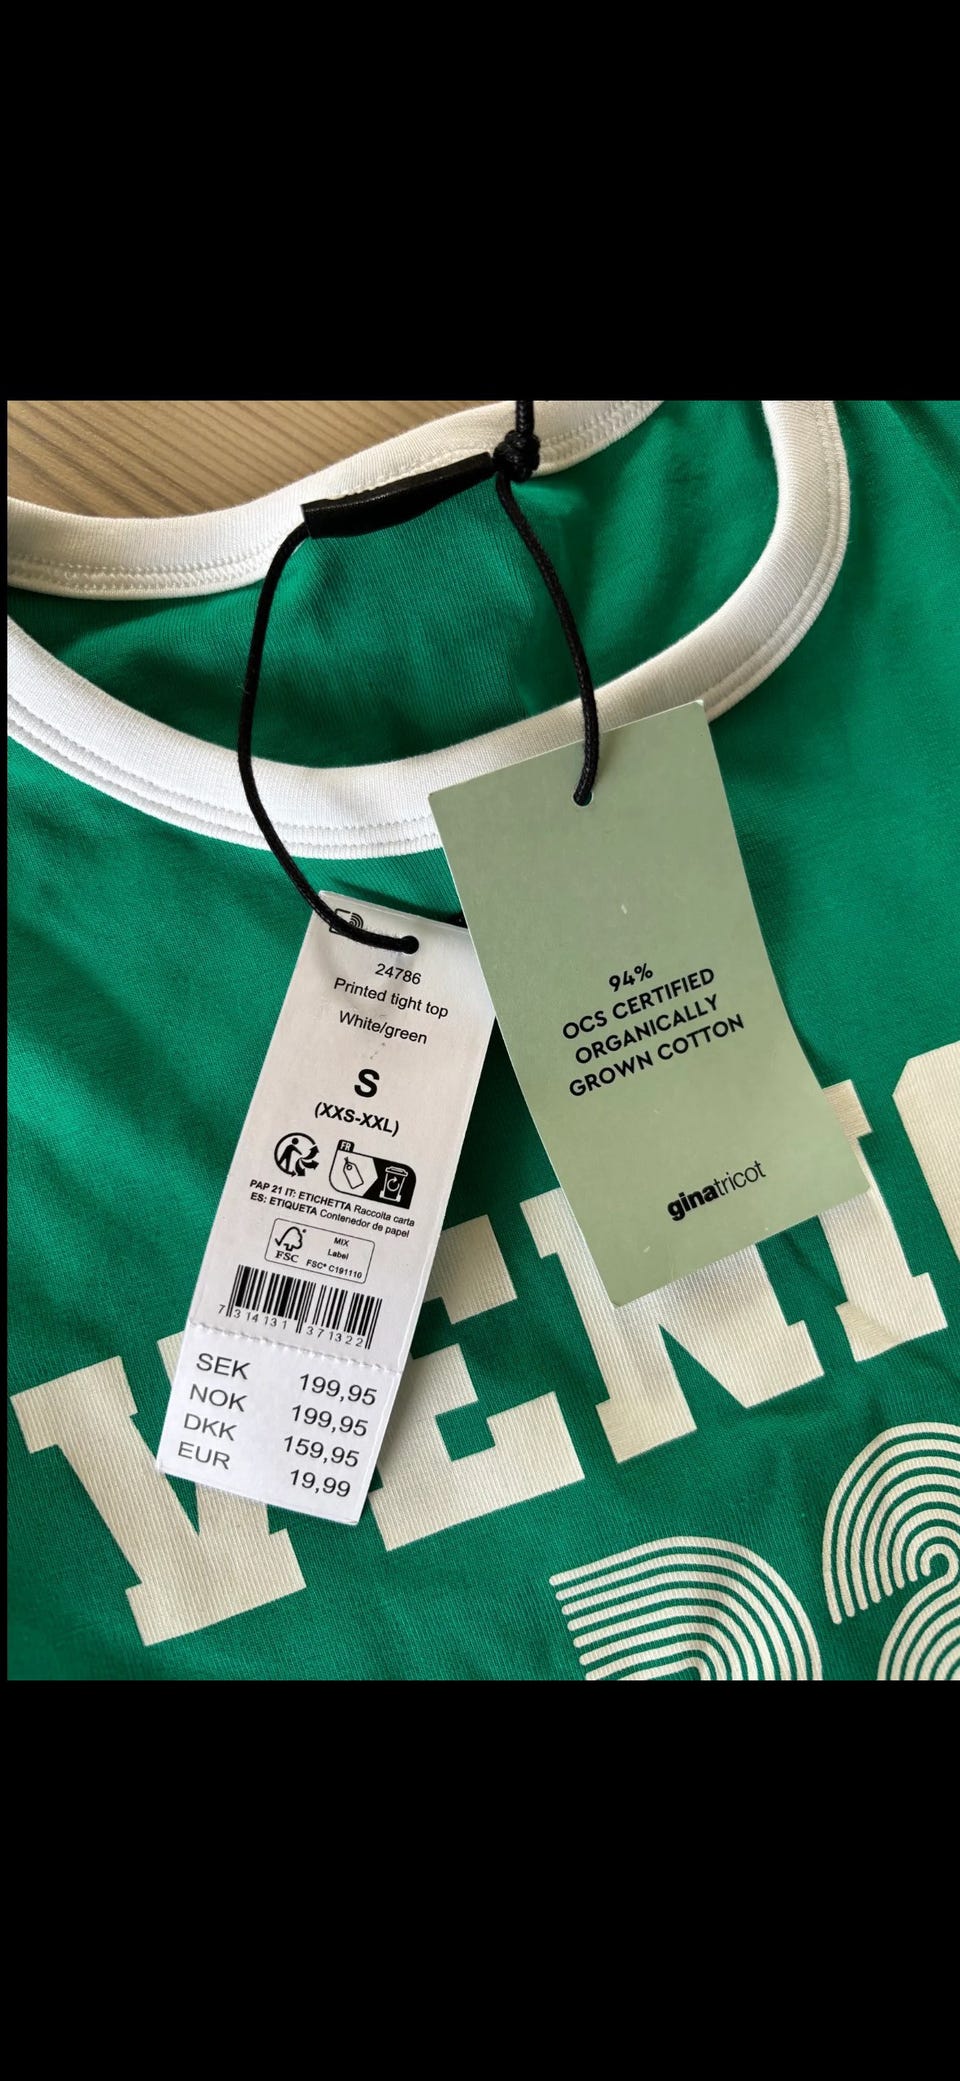 24786
Printed tight top
White/green
S
(XXS-XXL)
FR
PAP 21 IT: ETICHETTA Raccolta carta
ES: ETIQUETA Contenedor de papel
FSC
MIX
Label
FSC® C191110
7 314131 371322
SEK 199,95
NOK 199,95
DKK 159,95
EUR 19,99
94%
OCS CERTIFIED
ORGANICALLY
GROWN COTTON
ginatricot